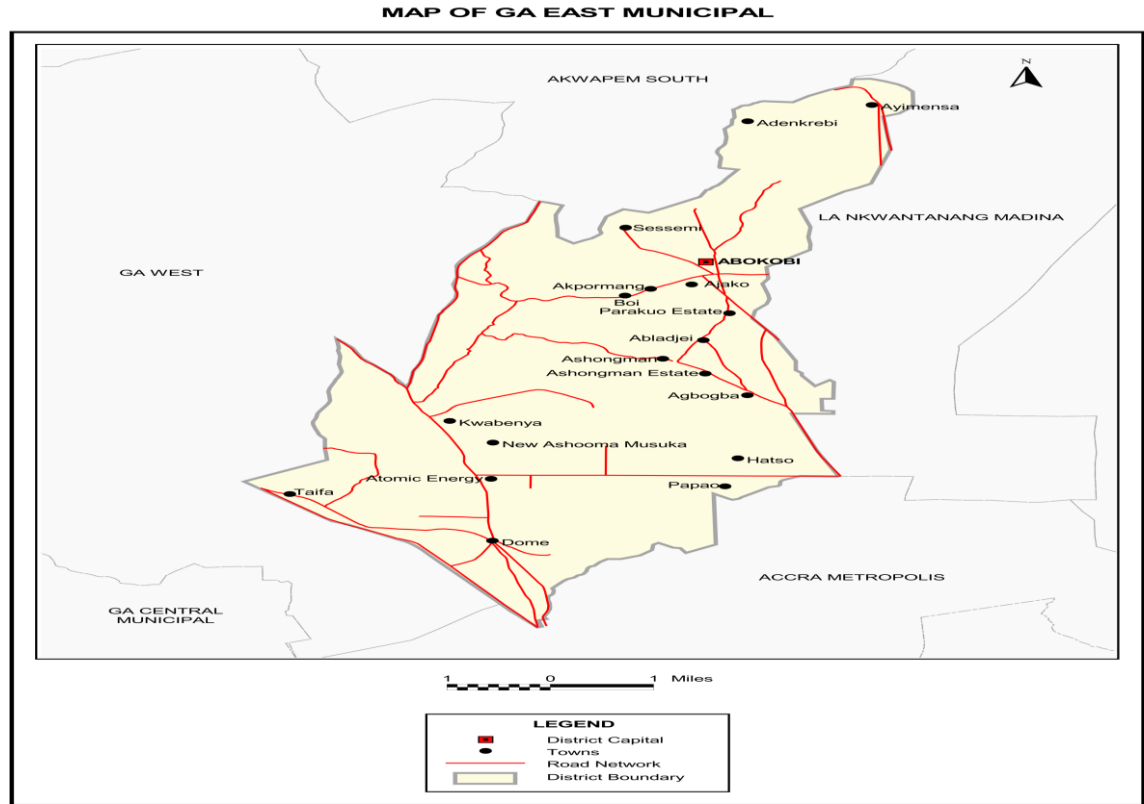 MAP OF GA EAST MUNICIPAL
N
AKWAPEM SOUTH
Ayimensa
Adenkrebi
LA NKWANTANANG MADINA
Sessemi
ABOKOBI
GA WEST
Ajako
Akpormang
Boi
Parakuo Estate
Abladjei
Ashongman
Ashongman Estate
Agbogba
Kwabenya
New Ashooma Musuka
Hatso
Atomic Energy
Papao
Taifa
Dome
ACCRA METROPOLIS
GA CENTRAL
MUNICIPAL
1 0 1 Miles
LEGEND
District Capital
Towns
Road Network
District Boundary